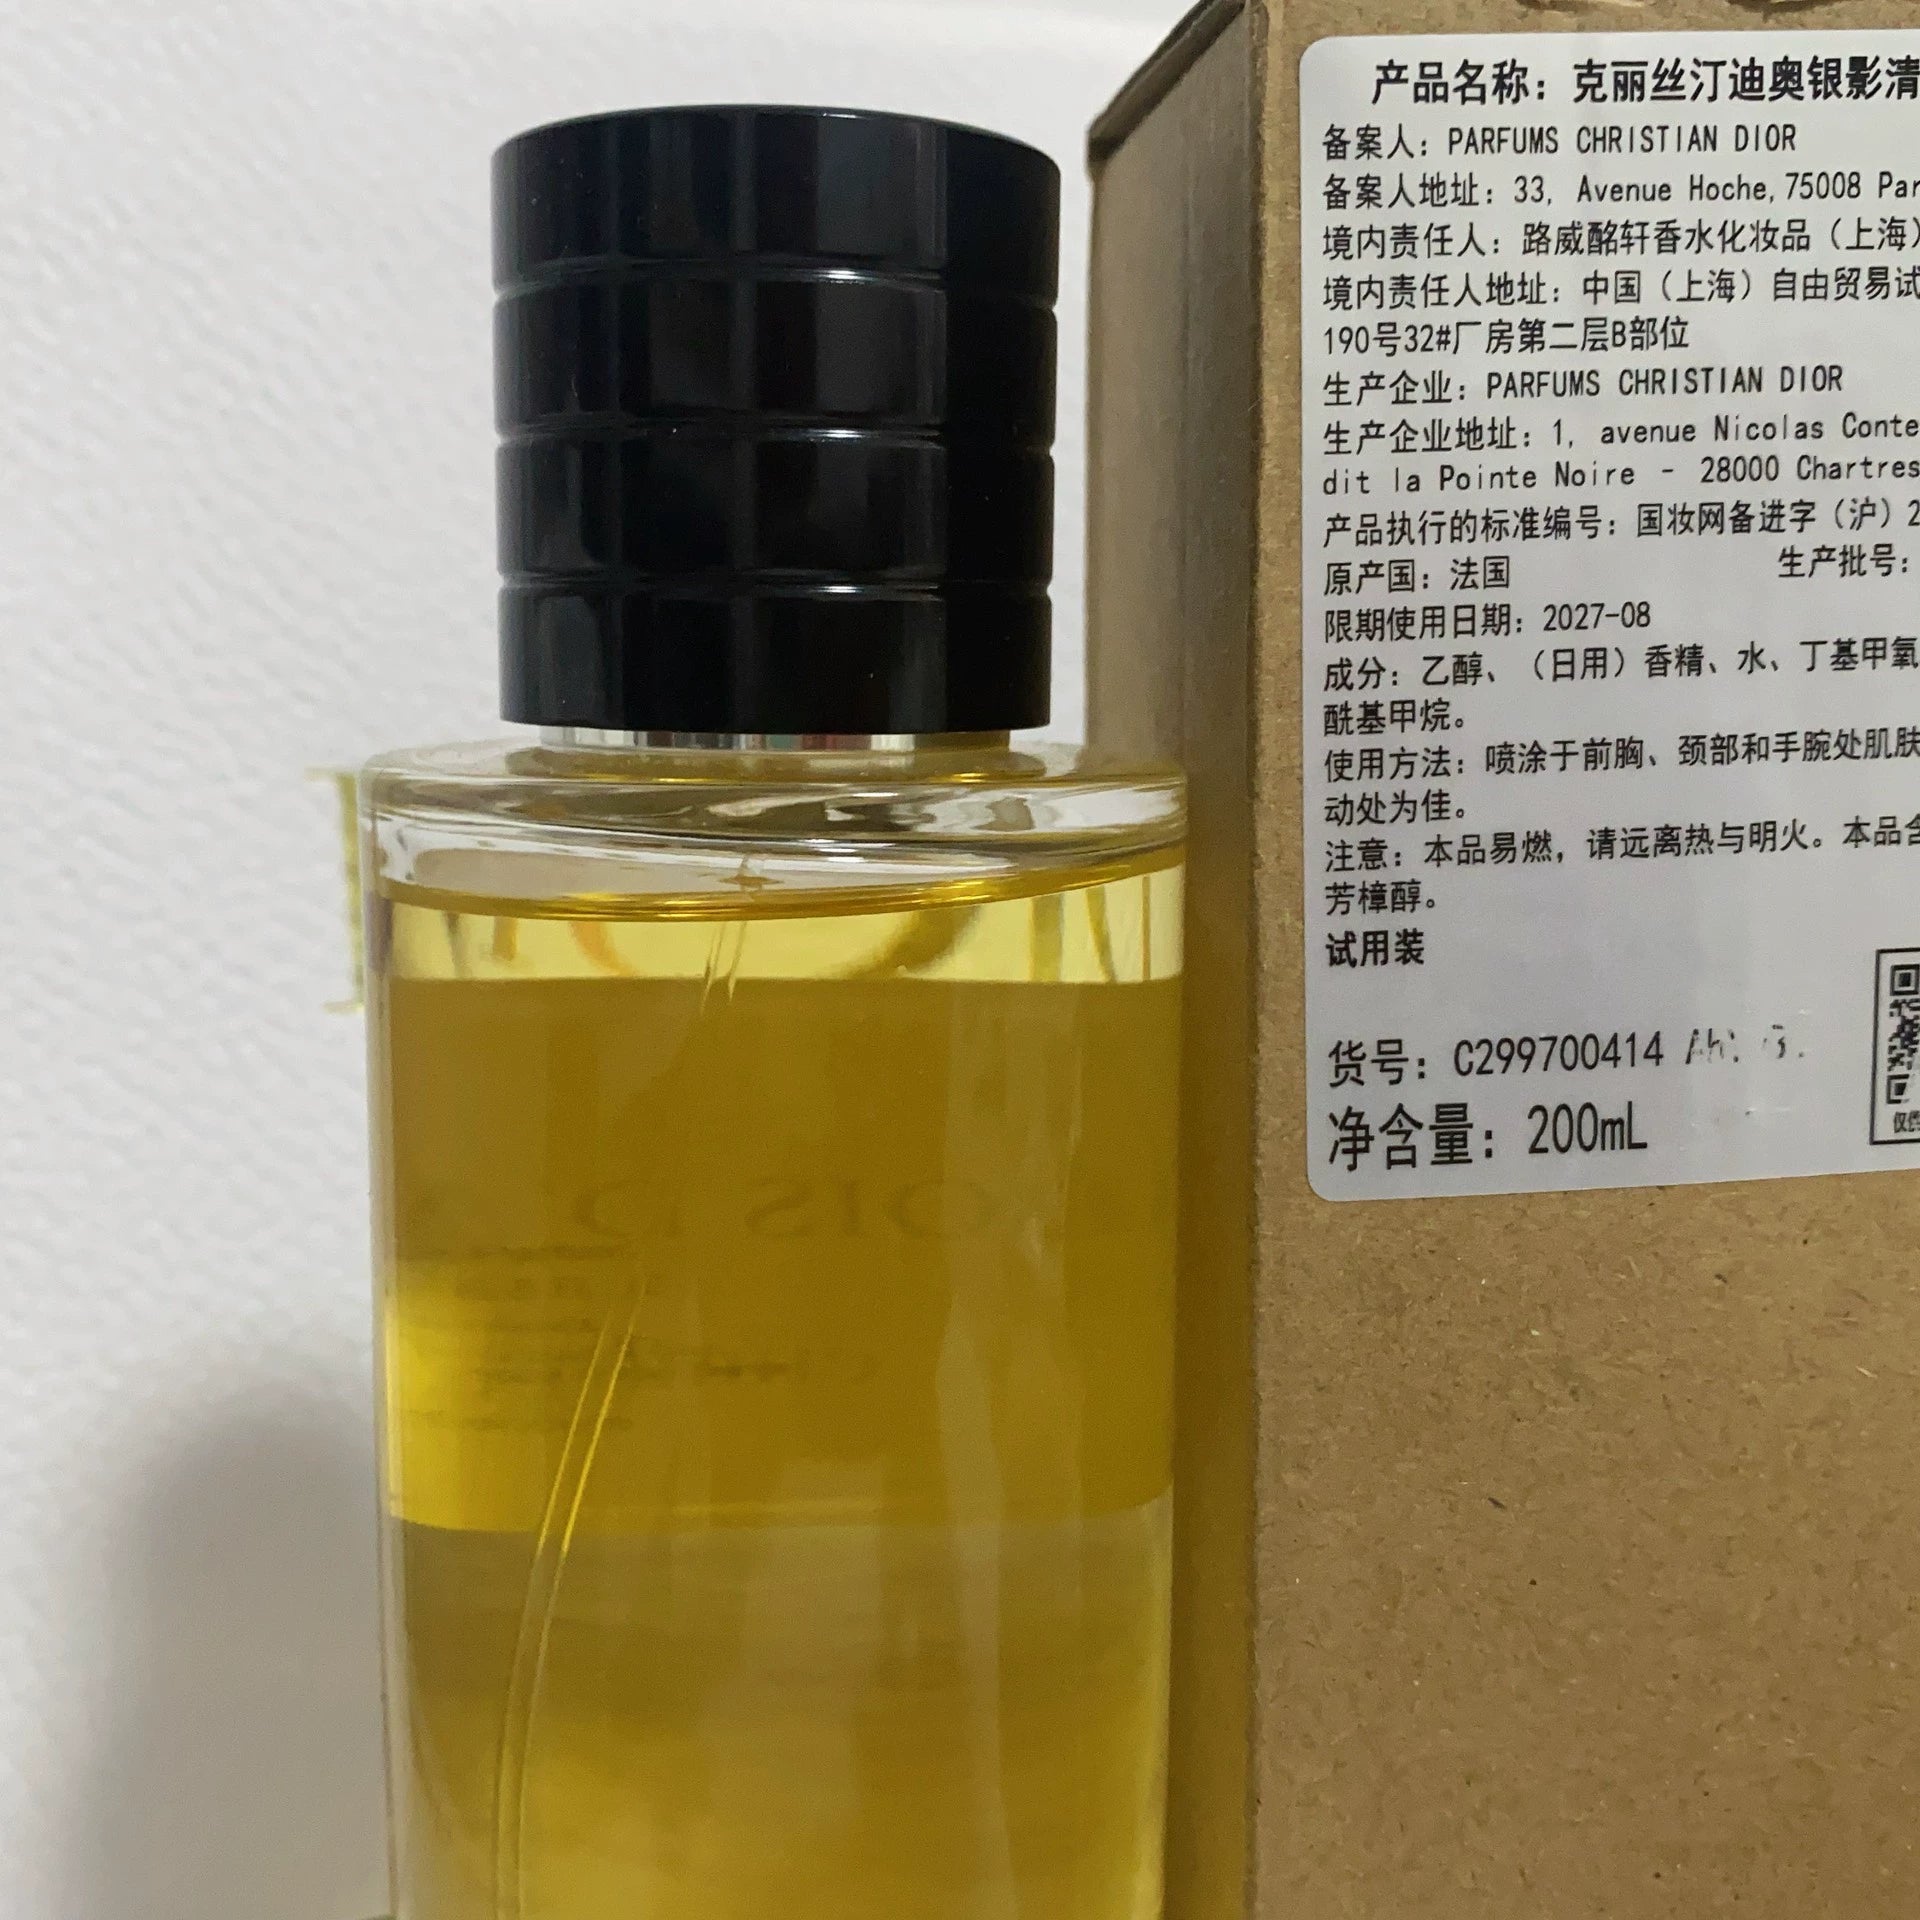 产品名称：克丽丝汀迪奥银影清
备案人：PARFUMS CHRISTIAN DIOR
备案人地址：33, Avenue Hoche,75008 Par
境内责任人：路威酩轩香水化妆品（上海）
境内责任人地址：中国（上海）自由贸易试
190号32#厂房第二层B部位
生产企业：PARFUMS CHRISTIAN DIOR
生产企业地址：1, avenue Nicolas Conte
dit la Pointe Noire - 28000 Chartres
产品执行的标准编号：国妆网备进字（沪）2
原产国：法国 生产批号：
限期使用日期：2027-08
成分：乙醇、（日用）香精、水、丁基甲氧
酰基甲烷。
使用方法：喷涂于前胸、颈部和手腕处肌肤
动处为佳。
注意：本品易燃，请远离热与明火。本品含
芳樟醇。
试用装
货号：C299700414
净含量：200mL